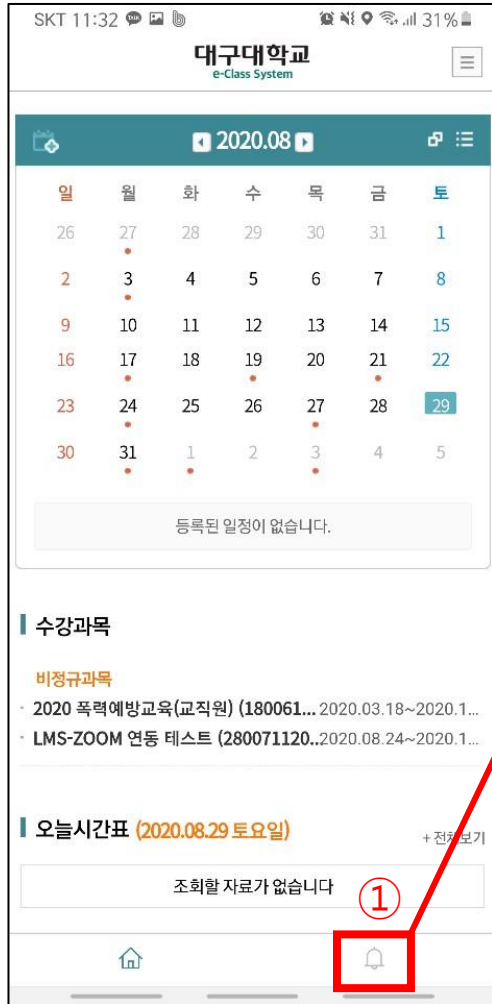 SKT 11:32 31%
대구대학교
e-Class System
2020.08
일 월 화 수 목 금 토
26 27 28 29 30 31 1
2 3 4 5 6 7 8
9 10 11 12 13 14 15
16 17 18 19 20 21 22
23 24 25 26 27 28 29
30 31 1 2 3 4 5
등록된 일정이 없습니다.
수강과목
비정규과목
· 2020 폭력예방교육(교직원) (180061... 2020.03.18~2020.1...
· LMS-ZOOM 연동 테스트 (280071120..2020.08.24~2020.1...
오늘시간표 (2020.08.29 토요일) + 전체보기
조회할 자료가 없습니다
①